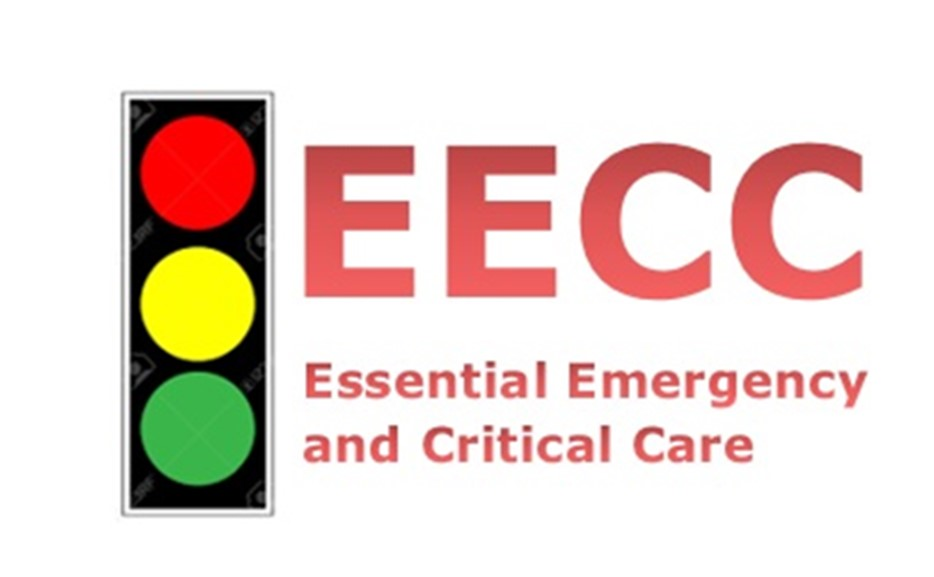 EECC
Essential Emergency
and Critical Care